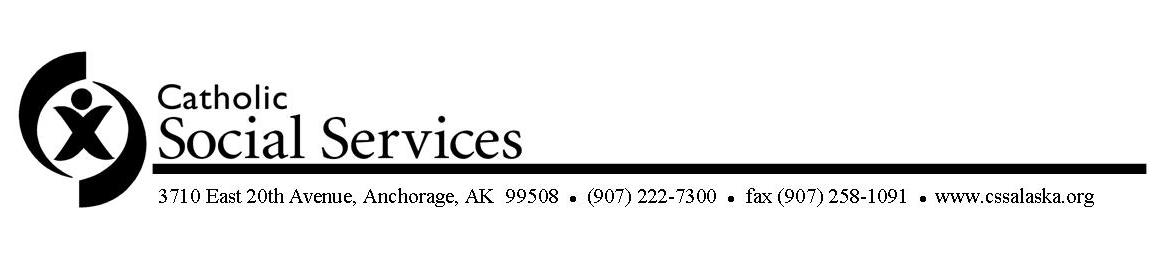 Catholic
Social Services
3710 East 20th Avenue, Anchorage, AK  99508 • (907) 222-7300 • fax (907) 258-1091 • www.cssalaska.org